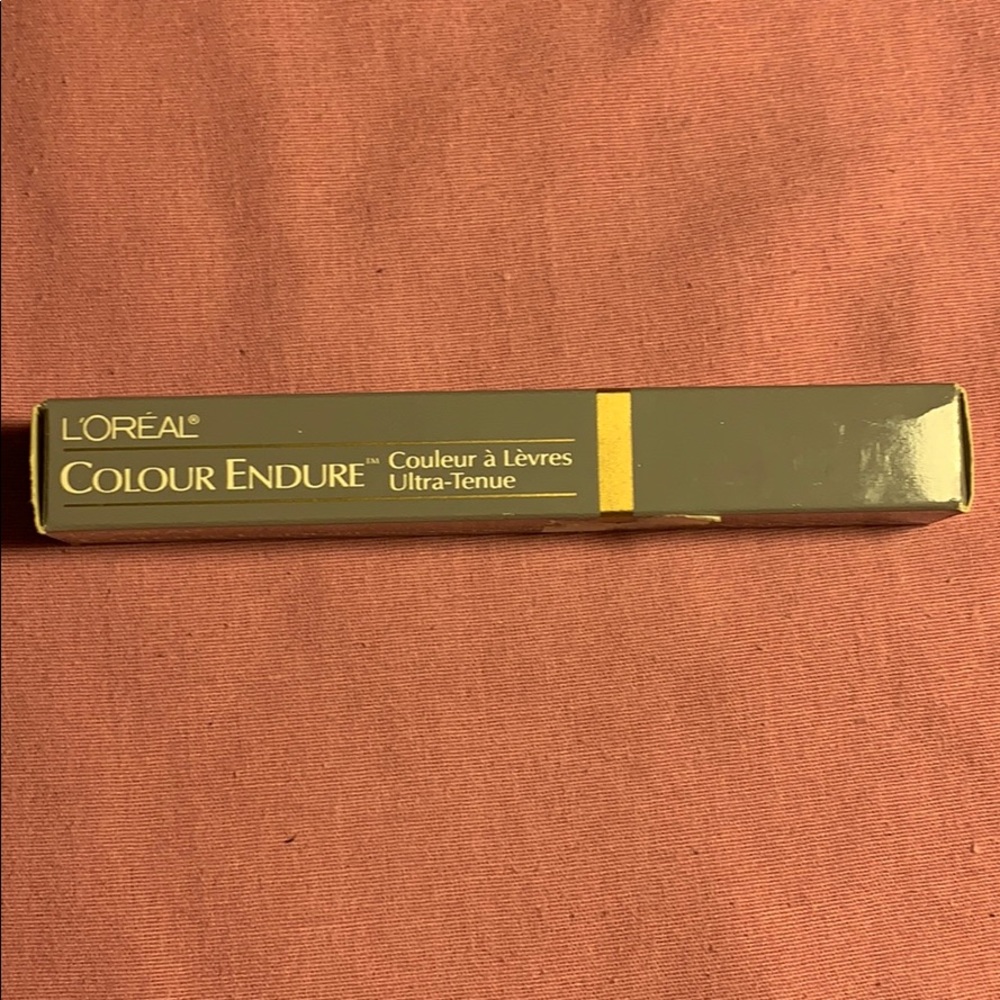 L'ORÉAL®
COLOUR ENDURE™
Couleur à Lèvres
Ultra-Tenue